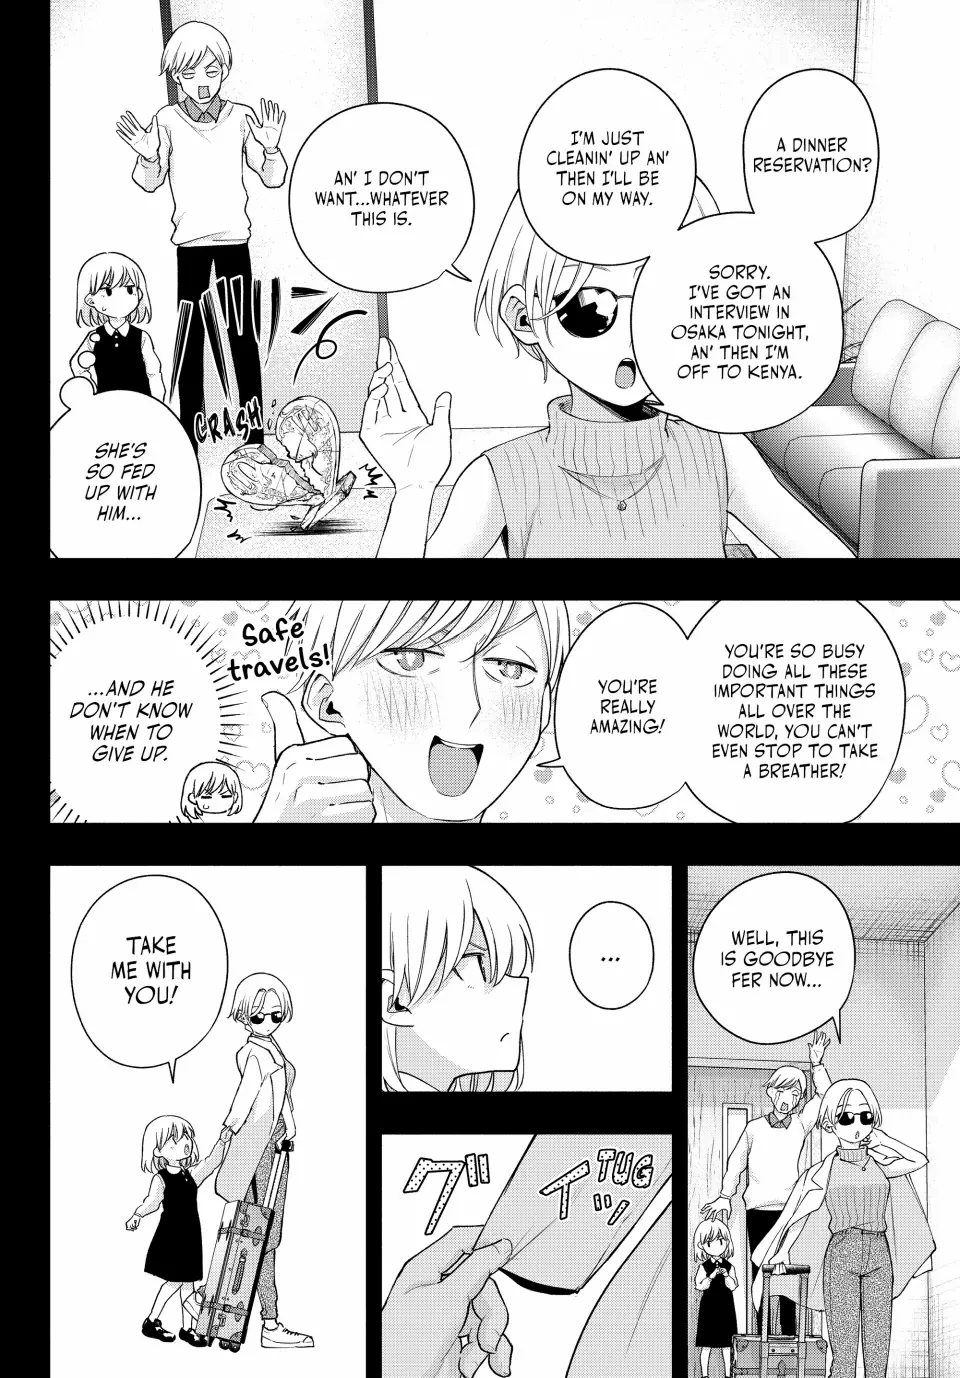 A DINNER
RESERVATION?
SORRY.
I'VE GOT AN
INTERVIEW IN
OSAKA TONIGHT,
AN' THEN I'M
OFF TO KENYA.
I'M JUST
CLEANIN' UP AN'
THEN I'LL BE
ON MY WAY.
AN' I DON'T
WANT...WHATEVER
THIS IS.
CRASH
SHE'S
SO FED
UP WITH
HIM...
YOU'RE SO BUSY
DOING ALL THESE
IMPORTANT THINGS
ALL OVER THE
WORLD, YOU CAN'T
EVEN STOP TO TAKE
A BREATHER!
YOU'RE
REALLY
AMAZING!
Safe
travels!
...AND HE
DON'T KNOW
WHEN TO
GIVE UP.
WELL, THIS
IS GOODBYE
FER NOW...
...
グイッ
TUG
TAKE
ME WITH
YOU!